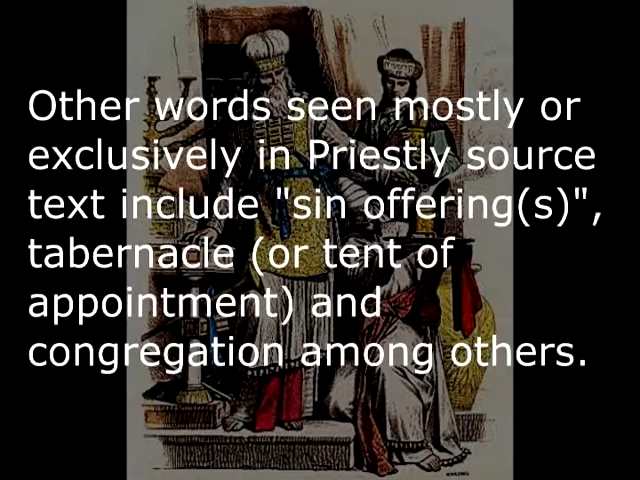 Other words seen mostly or
exclusively in Priestly source
text include "sin offering(s)",
tabernacle (or tent of
appointment) and
congregation among others.